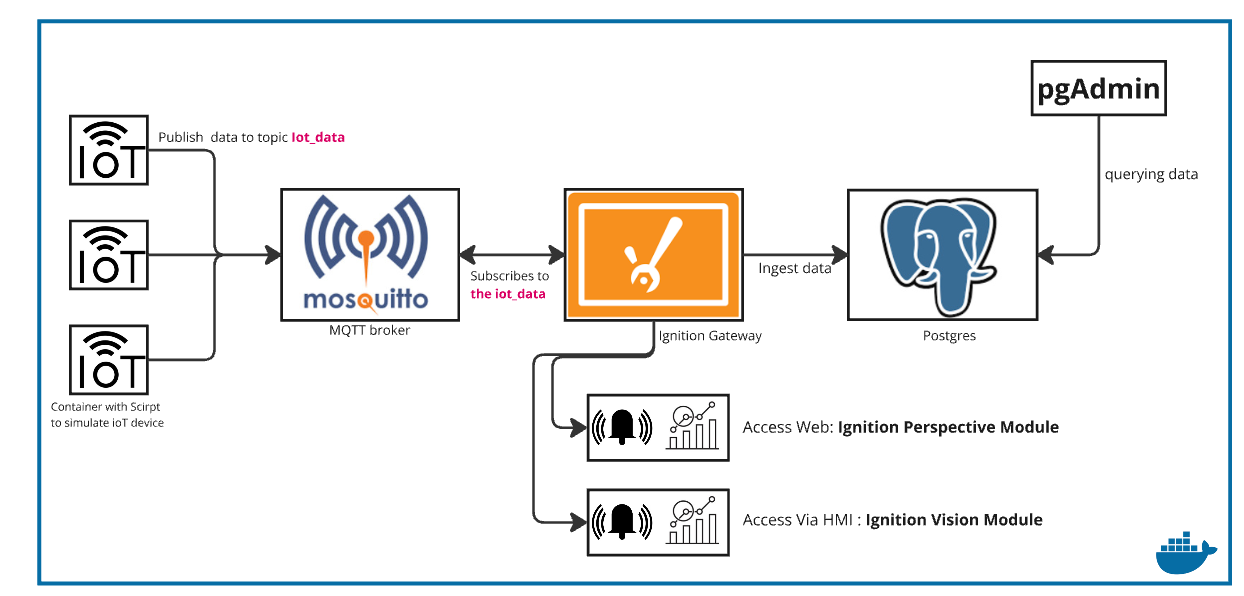 pgAdmin
IoT
Publish data to topic Iot_data
querying data
IoT
mosquitto
MQTT broker
Subscribes to
the iot_data
Ingest data
Ignition Gateway
Postgres
IoT
Container with Scirpt
to simulate ioT device
Access Web: Ignition Perspective Module
Access Via HMI : Ignition Vision Module